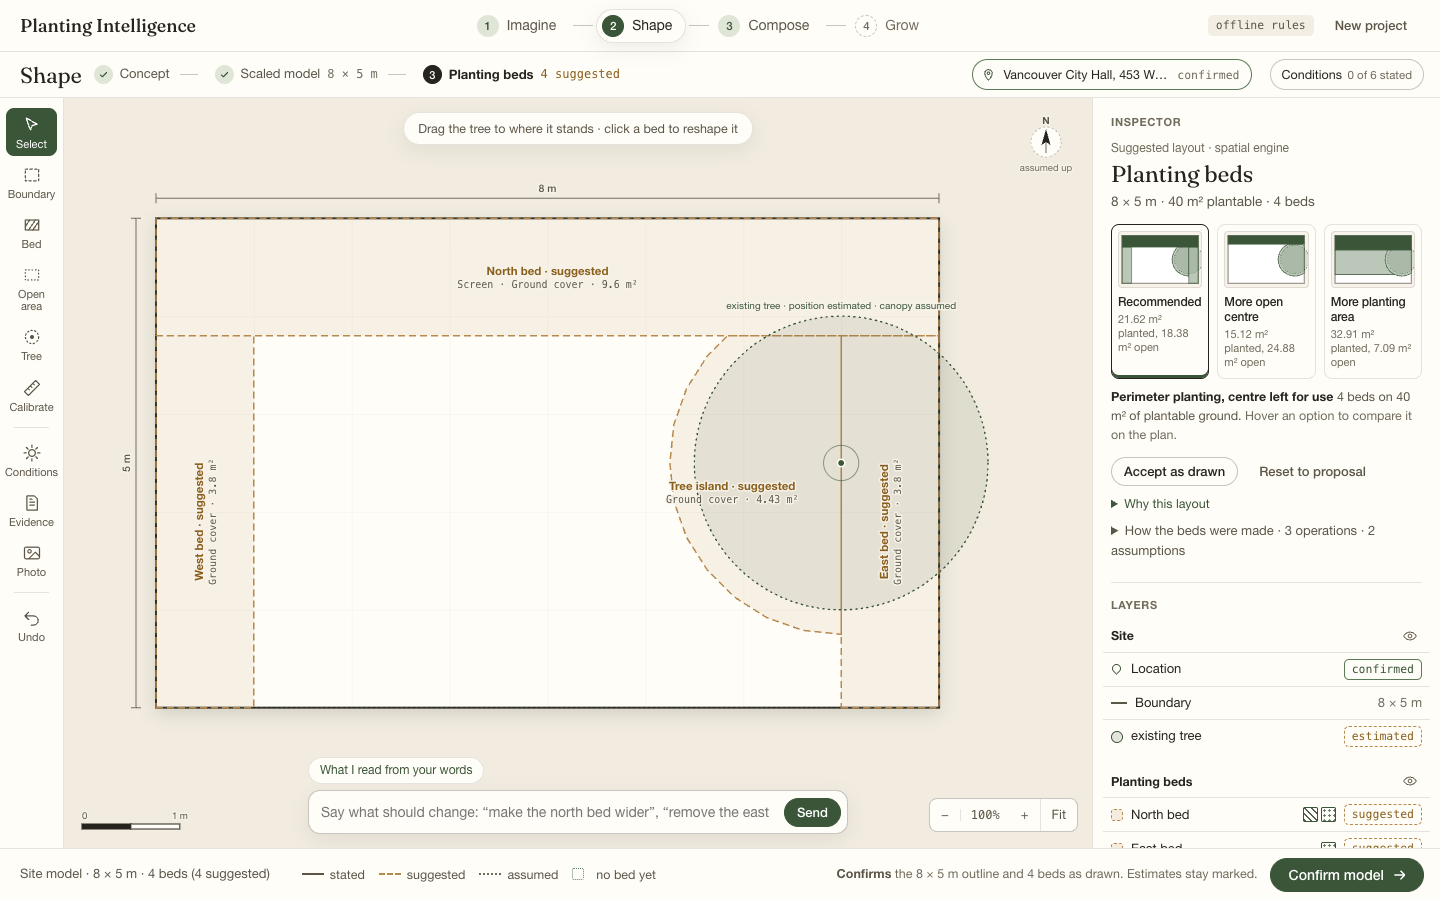 Planting Intelligence
1 Imagine
2 Shape
3 Compose
4 Grow
offline rules
New project
Shape
Concept
Scaled model 8 × 5 m
3 Planting beds 4 suggested
Vancouver City Hall, 453 W… confirmed
Conditions 0 of 6 stated
Select
Boundary
Bed
Open
area
Tree
Calibrate
Conditions
Evidence
Photo
Undo
Drag the tree to where it stands · click a bed to reshape it
N
assumed up
8 m
5 m
North bed · suggested
Screen · Ground cover · 9.6 m²
existing tree · position estimated · canopy assumed
West bed · suggested
Ground cover · 3.8 m²
Tree island · suggested
Ground cover · 4.43 m²
East bed · suggested
Ground cover · 3.8 m²
What I read from your words
Say what should change: “make the north bed wider”, “remove the east
Send
0 1 m
− 100% + Fit
INSPECTOR
Suggested layout · spatial engine
Planting beds
8 × 5 m · 40 m² plantable · 4 beds
Recommended
21.62 m²
planted, 18.38
m² open
More open
centre
15.12 m²
planted, 24.88
m² open
More planting
area
32.91 m²
planted, 7.09 m²
open
Perimeter planting, centre left for use 4 beds on 40
m² of plantable ground. Hover an option to compare it
on the plan.
Accept as drawn
Reset to proposal
Why this layout
How the beds were made · 3 operations · 2
assumptions
LAYERS
Site
Location confirmed
Boundary 8 × 5 m
existing tree estimated
Planting beds
North bed suggested
East bed suggested
Site model · 8 × 5 m · 4 beds (4 suggested)
stated
suggested
assumed
no bed yet
Confirms the 8 × 5 m outline and 4 beds as drawn. Estimates stay marked.
Confirm model →